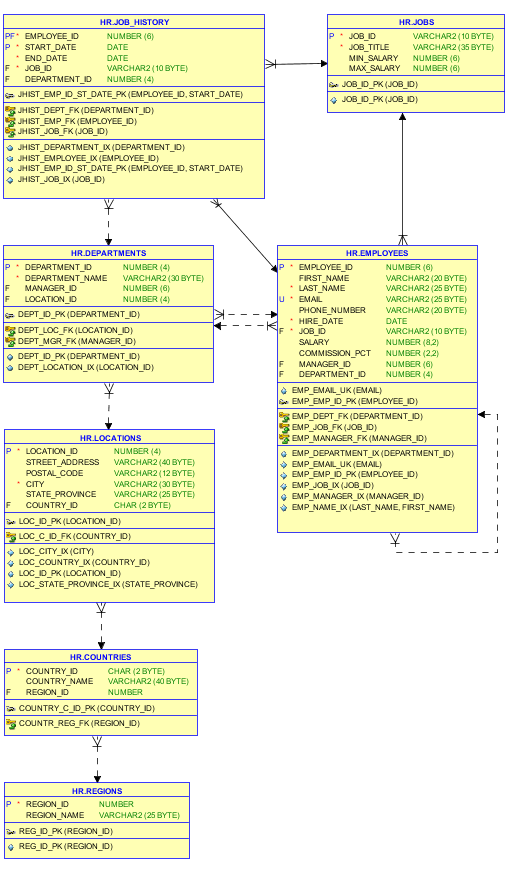 HR.JOB_HISTORY
PF* EMPLOYEE_ID NUMBER (6)
P * START_DATE DATE
* END_DATE DATE
F * JOB_ID VARCHAR2 (10 BYTE)
F DEPARTMENT_ID NUMBER (4)
JHIST_EMP_ID_ST_DATE_PK (EMPLOYEE_ID, START_DATE)
JHIST_DEPT_FK (DEPARTMENT_ID)
JHIST_EMP_FK (EMPLOYEE_ID)
JHIST_JOB_FK (JOB_ID)
JHIST_DEPARTMENT_IX (DEPARTMENT_ID)
JHIST_EMPLOYEE_IX (EMPLOYEE_ID)
JHIST_EMP_ID_ST_DATE_PK (EMPLOYEE_ID, START_DATE)
JHIST_JOB_IX (JOB_ID)
HR.JOBS
P * JOB_ID VARCHAR2 (10 BYTE)
* JOB_TITLE VARCHAR2 (35 BYTE)
MIN_SALARY NUMBER (6)
MAX_SALARY NUMBER (6)
JOB_ID_PK (JOB_ID)
JOB_ID_PK (JOB_ID)
HR.DEPARTMENTS
P * DEPARTMENT_ID NUMBER (4)
* DEPARTMENT_NAME VARCHAR2 (30 BYTE)
F MANAGER_ID NUMBER (6)
F LOCATION_ID NUMBER (4)
DEPT_ID_PK (DEPARTMENT_ID)
DEPT_LOC_FK (LOCATION_ID)
DEPT_MGR_FK (MANAGER_ID)
DEPT_ID_PK (DEPARTMENT_ID)
DEPT_LOCATION_IX (LOCATION_ID)
HR.EMPLOYEES
P * EMPLOYEE_ID NUMBER (6)
FIRST_NAME VARCHAR2 (20 BYTE)
* LAST_NAME VARCHAR2 (25 BYTE)
U * EMAIL VARCHAR2 (25 BYTE)
PHONE_NUMBER VARCHAR2 (20 BYTE)
* HIRE_DATE DATE
F * JOB_ID VARCHAR2 (10 BYTE)
SALARY NUMBER (8,2)
COMMISSION_PCT NUMBER (2,2)
F MANAGER_ID NUMBER (6)
F DEPARTMENT_ID NUMBER (4)
EMP_EMAIL_UK (EMAIL)
EMP_EMP_ID_PK (EMPLOYEE_ID)
EMP_DEPT_FK (DEPARTMENT_ID)
EMP_JOB_FK (JOB_ID)
EMP_MANAGER_FK (MANAGER_ID)
EMP_DEPARTMENT_IX (DEPARTMENT_ID)
EMP_EMAIL_UK (EMAIL)
EMP_EMP_ID_PK (EMPLOYEE_ID)
EMP_JOB_IX (JOB_ID)
EMP_MANAGER_IX (MANAGER_ID)
EMP_NAME_IX (LAST_NAME, FIRST_NAME)
HR.LOCATIONS
P * LOCATION_ID NUMBER (4)
STREET_ADDRESS VARCHAR2 (40 BYTE)
POSTAL_CODE VARCHAR2 (12 BYTE)
* CITY VARCHAR2 (30 BYTE)
STATE_PROVINCE VARCHAR2 (25 BYTE)
F COUNTRY_ID CHAR (2 BYTE)
LOC_ID_PK (LOCATION_ID)
LOC_C_ID_FK (COUNTRY_ID)
LOC_CITY_IX (CITY)
LOC_COUNTRY_IX (COUNTRY_ID)
LOC_ID_PK (LOCATION_ID)
LOC_STATE_PROVINCE_IX (STATE_PROVINCE)
HR.COUNTRIES
P * COUNTRY_ID CHAR (2 BYTE)
COUNTRY_NAME VARCHAR2 (40 BYTE)
F REGION_ID NUMBER
COUNTRY_C_ID_PK (COUNTRY_ID)
COUNTR_REG_FK (REGION_ID)
HR.REGIONS
P * REGION_ID NUMBER
REGION_NAME VARCHAR2 (25 BYTE)
REG_ID_PK (REGION_ID)
REG_ID_PK (REGION_ID)